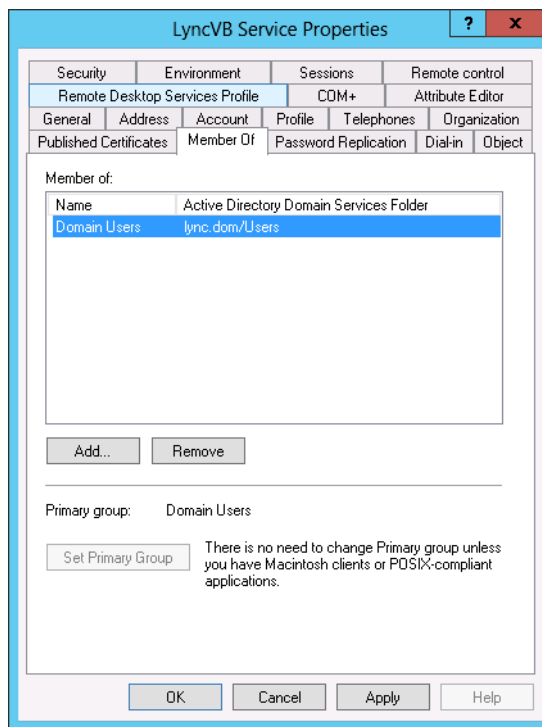 LyncVB Service Properties
?
x
Security Environment Sessions Remote control
Remote Desktop Services Profile COM+ Attribute Editor
General Address Account Profile Telephones Organization
Published Certificates Member Of Password Replication Dial-in Object
Member of:
Name Active Directory Domain Services Folder
Domain Users lync.dom/Users
Add... Remove
Primary group: Domain Users
Set Primary Group
There is no need to change Primary group unless
you have Macintosh clients or POSIX-compliant
applications.
OK Cancel Apply Help